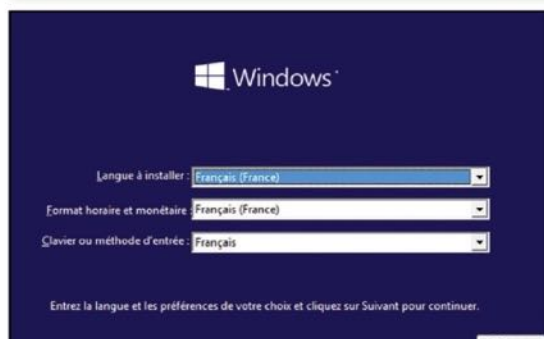 Windows
Langue à installer : Français (France)
Format horaire et monétaire : Français (France)
Clavier ou méthode d'entrée : Français
Entrez la langue et les préférences de votre choix et cliquez sur Suivant pour continuer.